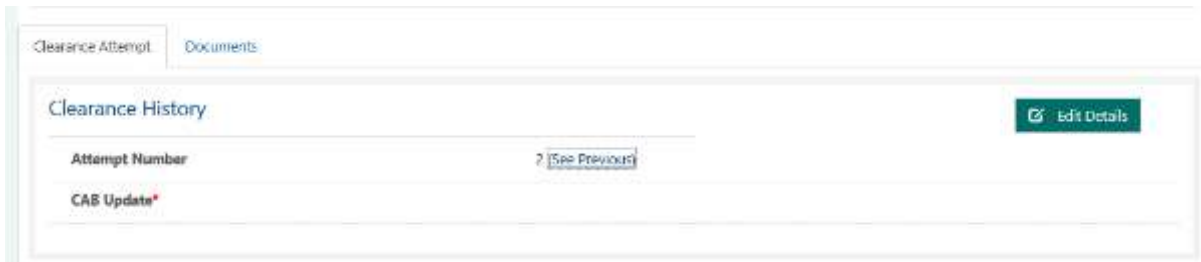 Clearance Attempt Documents
Clearance History
Edit Details
Attempt Number 2 (See Previous)
CAB Update*